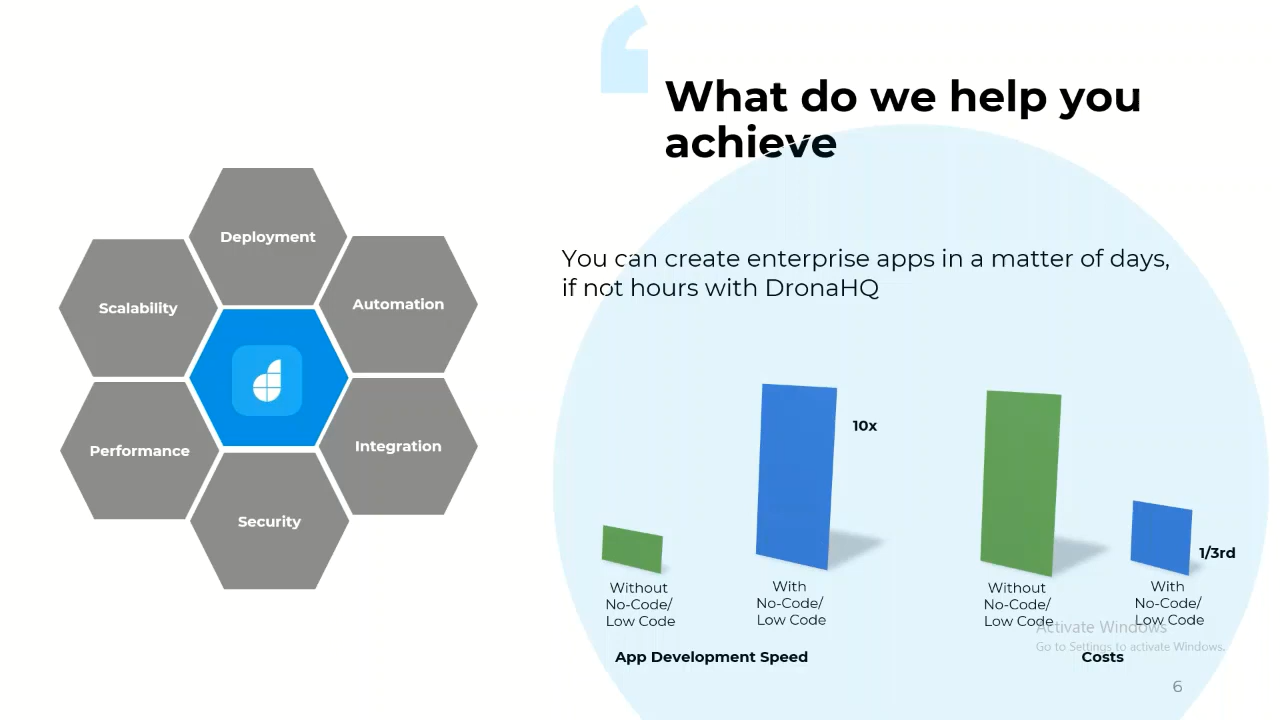 What do we help you
achieve
Deployment
Scalability
Automation
Performance
Integration
Security
You can create enterprise apps in a matter of days,
if not hours with DronaHQ
10x
1/3rd
Without
No-Code/
Low Code
With
No-Code/
Low Code
Without
No-Code/
Low Code
With
No-Code/
Low Code
App Development Speed
Costs
Activate Windows
Go to Settings to activate Windows.
6